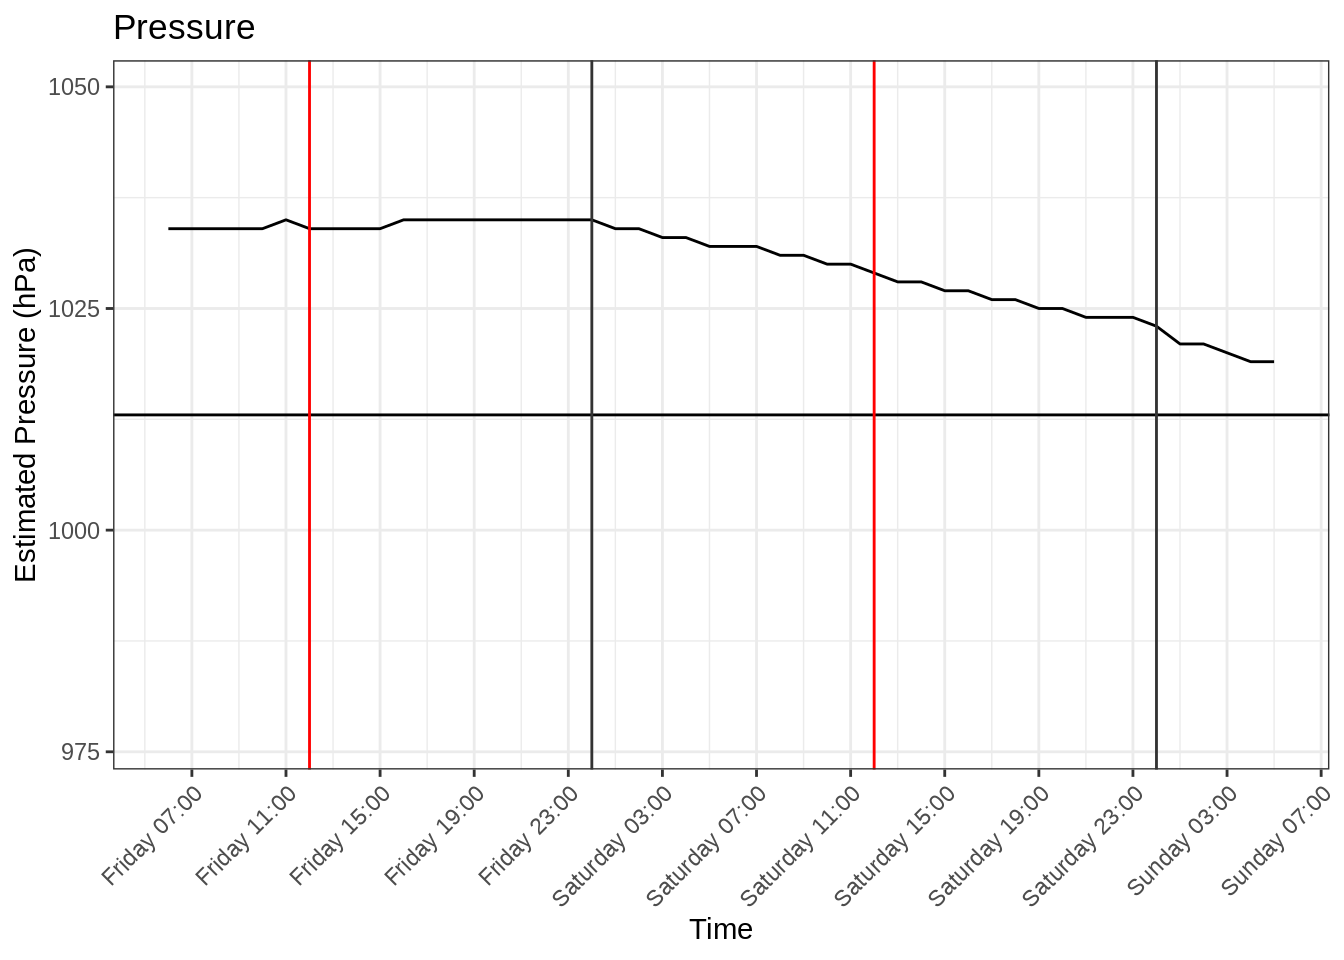 Pressure
Estimated Pressure (hPa)
1050
1025
1000
975
Friday 07:00
Friday 11:00
Friday 15:00
Friday 19:00
Friday 23:00
Saturday 03:00
Saturday 07:00
Saturday 11:00
Saturday 15:00
Saturday 19:00
Saturday 23:00
Sunday 03:00
Sunday 07:00
Time